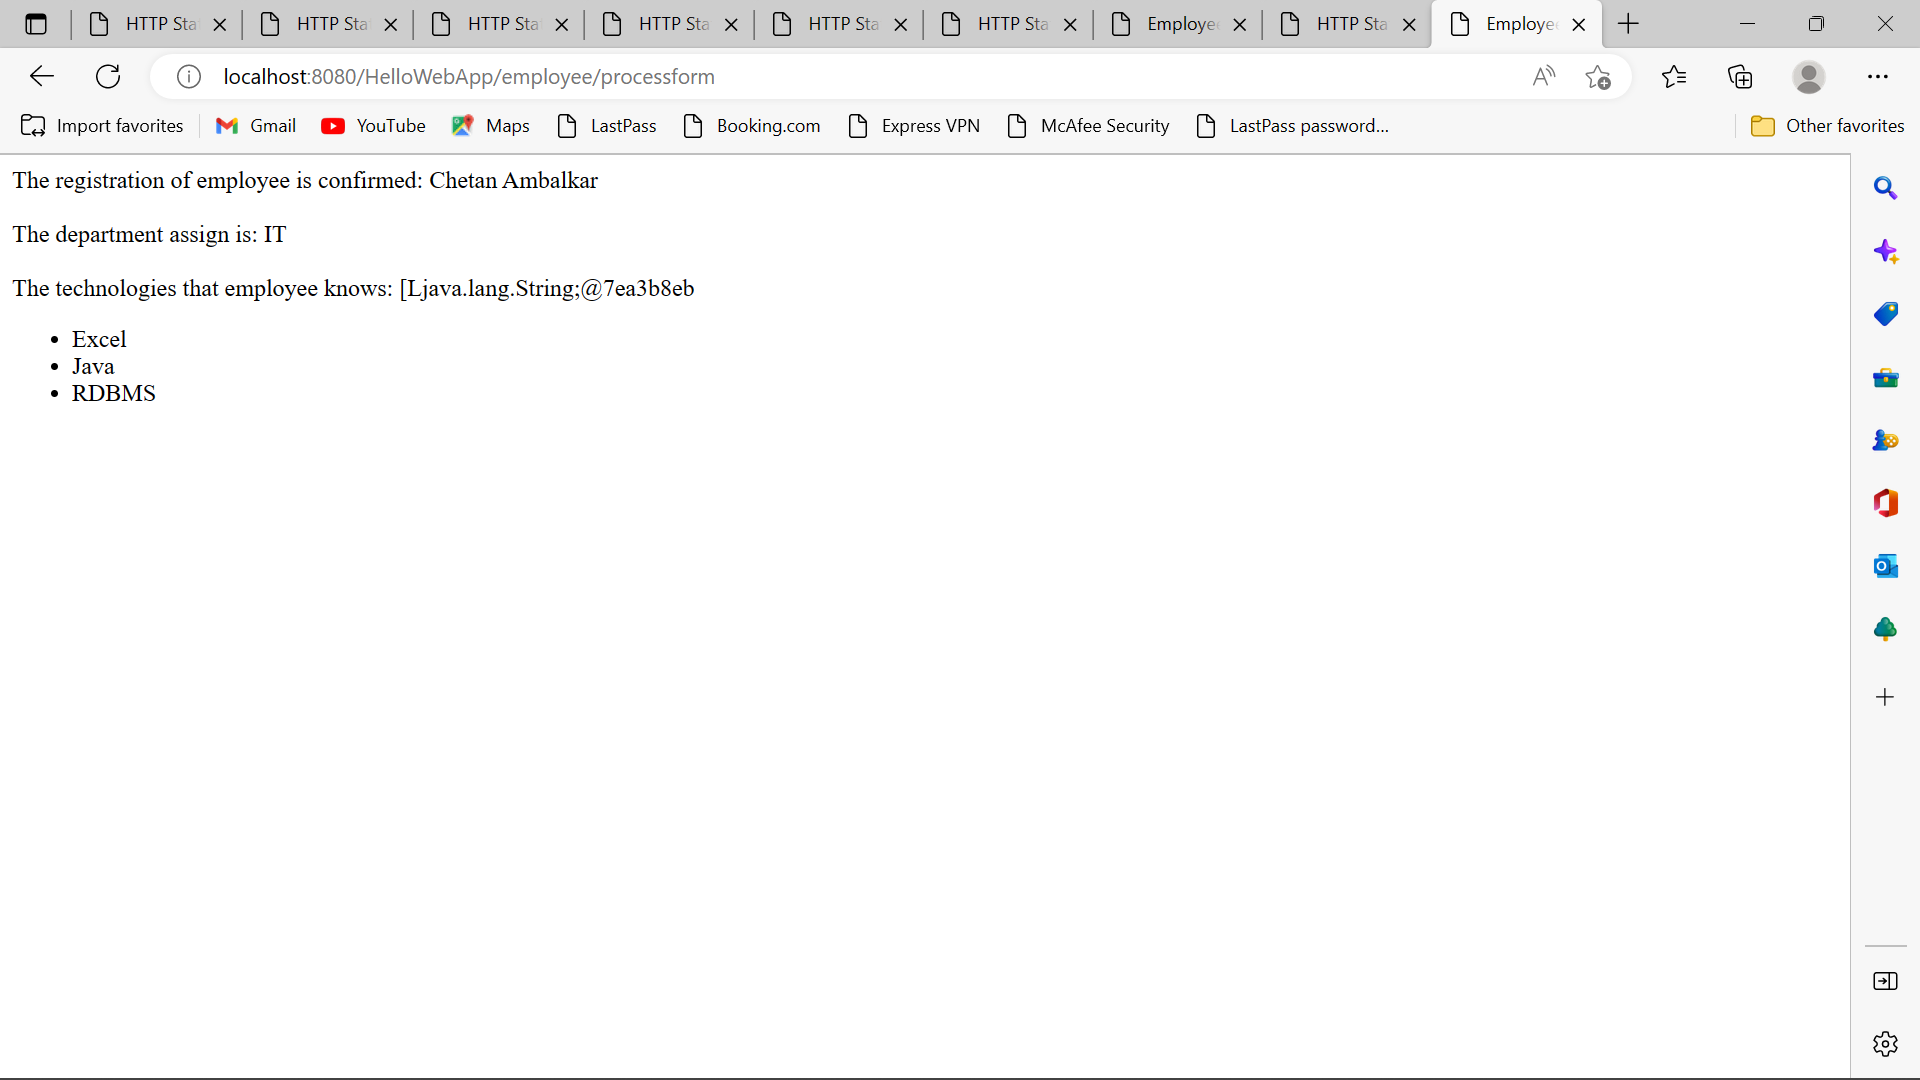 HTTP Sta
HTTP Sta
HTTP Sta
HTTP Sta
HTTP Sta
HTTP Sta
Employee
HTTP Sta
Employee
localhost:8080/HelloWebApp/employee/processform
Import favorites
Gmail
YouTube
Maps
LastPass
Booking.com
Express VPN
McAfee Security
LastPass password...
Other favorites
The registration of employee is confirmed: Chetan Ambalkar
The department assign is: IT
The technologies that employee knows: [Ljava.lang.String;@7ea3b8eb
• Excel
• Java
• RDBMS